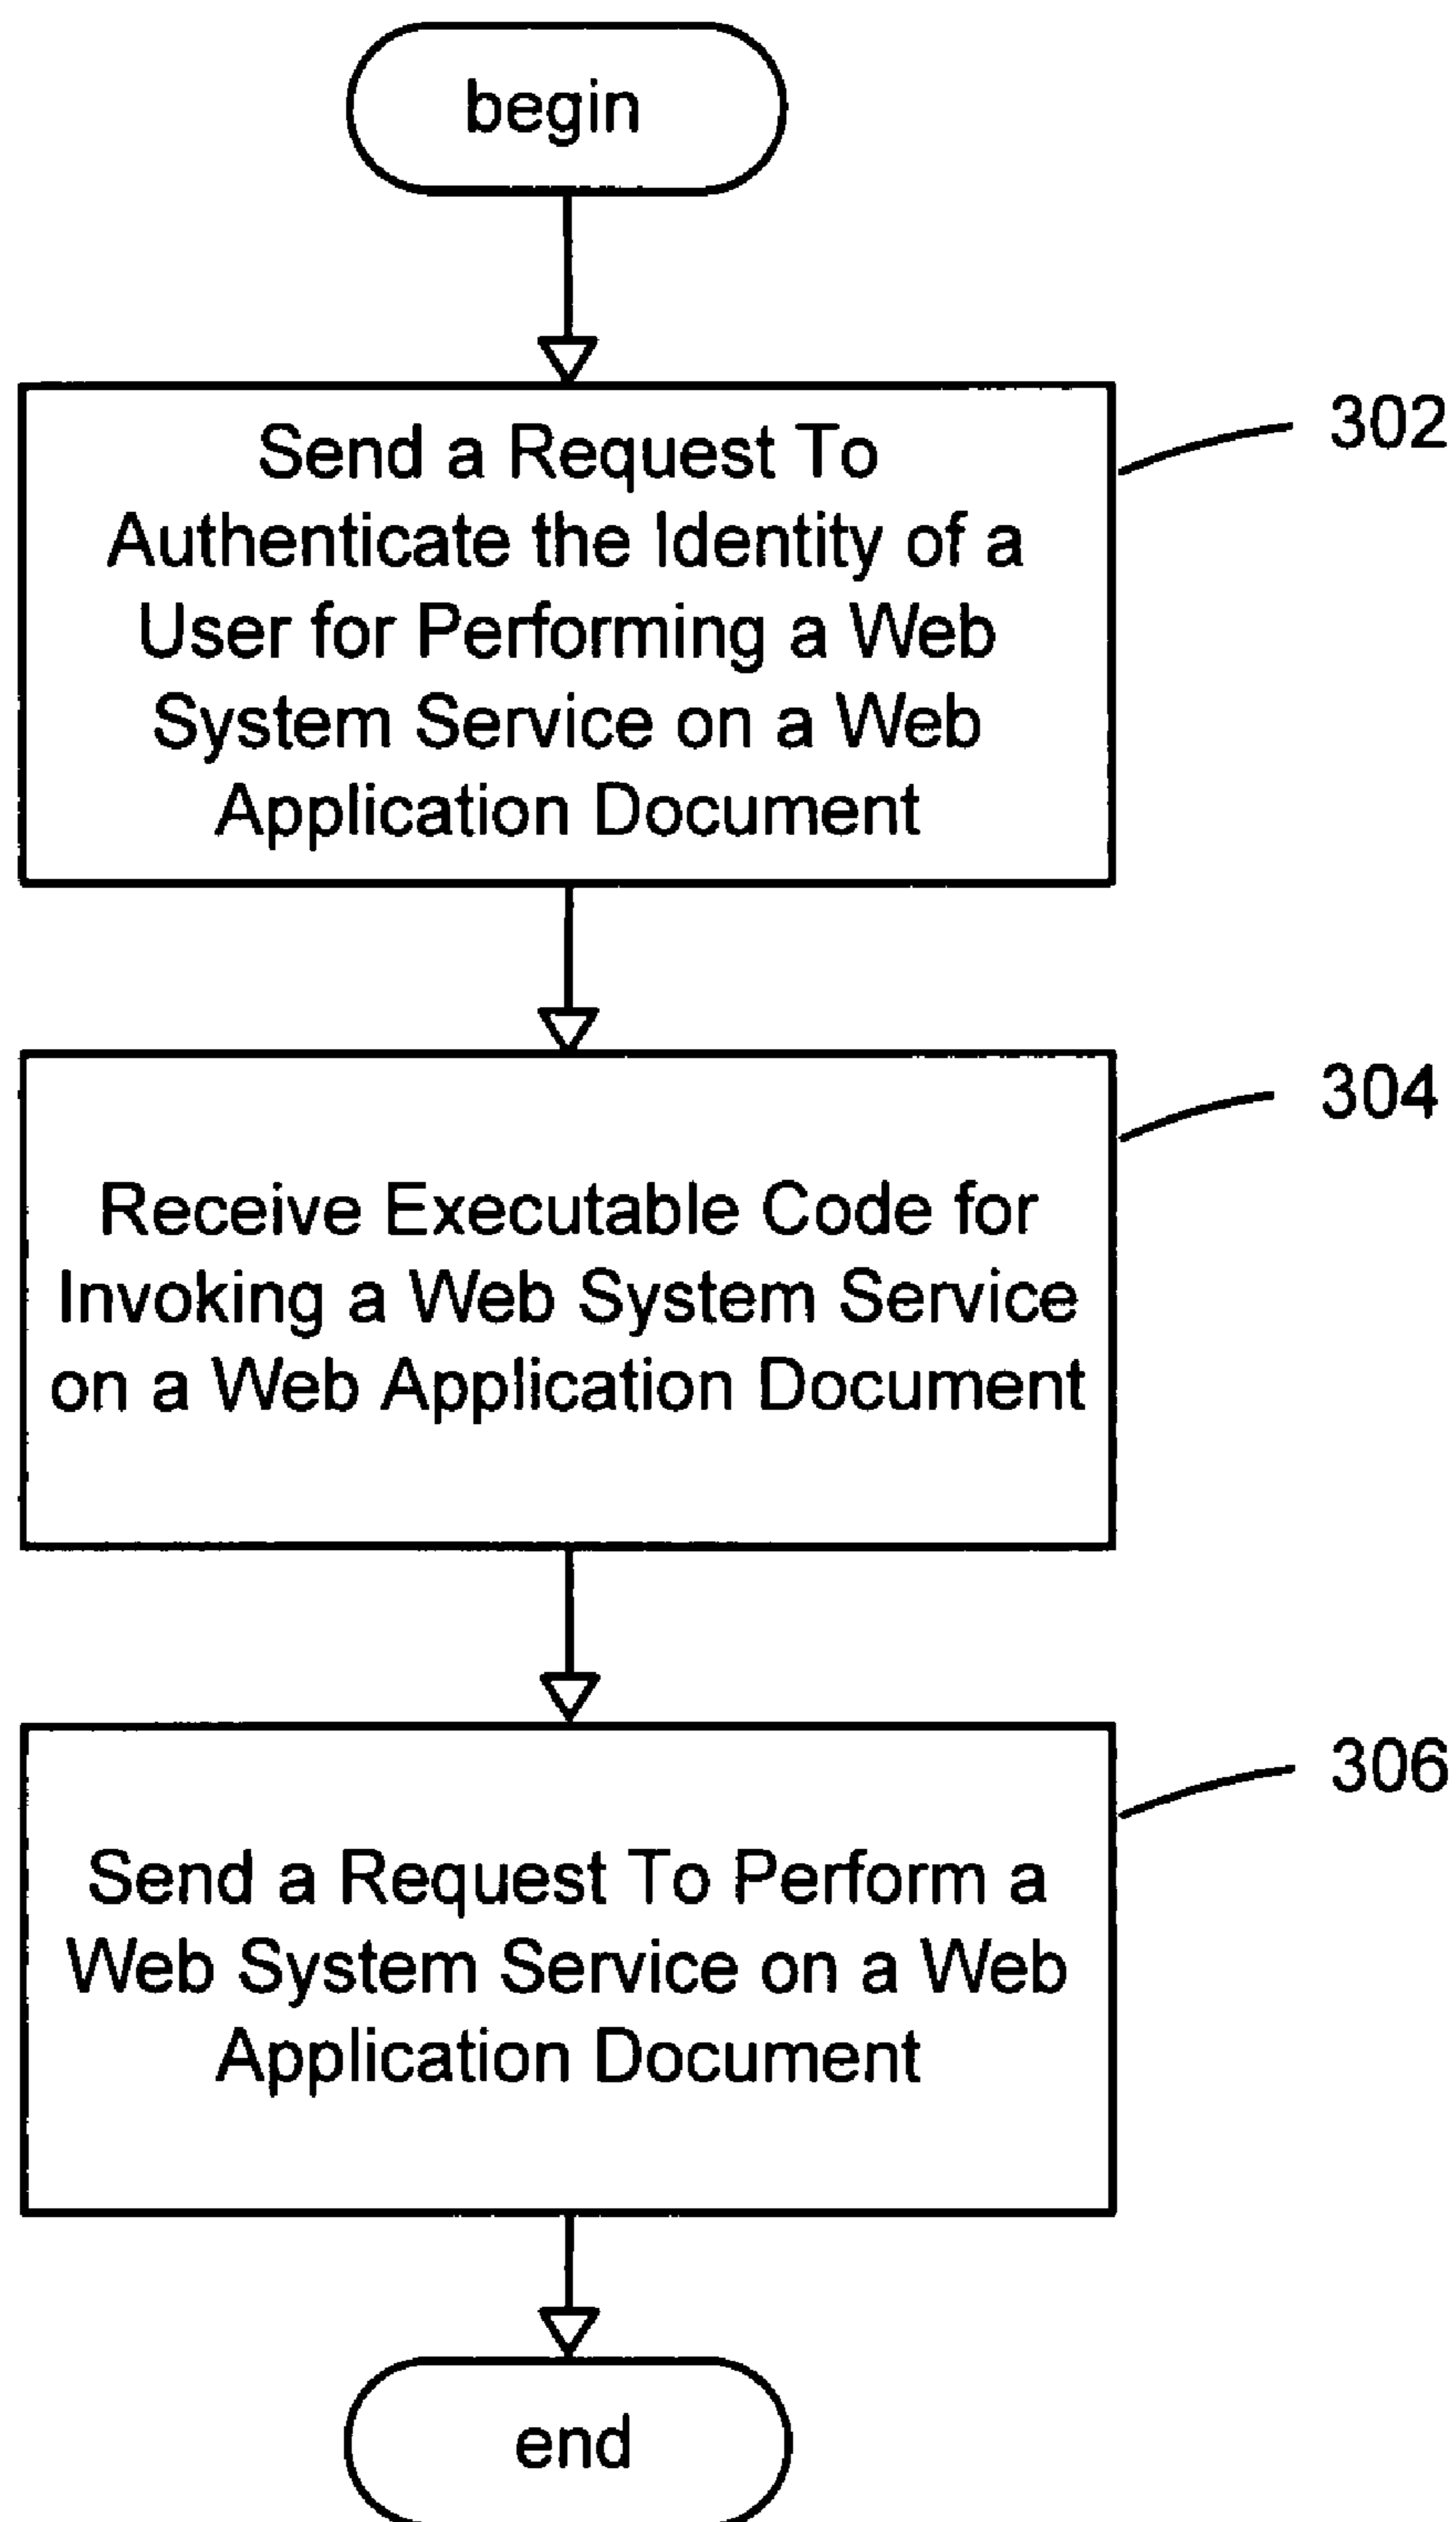 begin
Send a Request To
Authenticate the Identity of a
User for Performing a Web
System Service on a Web
Application Document
302
Receive Executable Code for
Invoking a Web System Service
on a Web Application Document
304
Send a Request To Perform a
Web System Service on a Web
Application Document
306
end